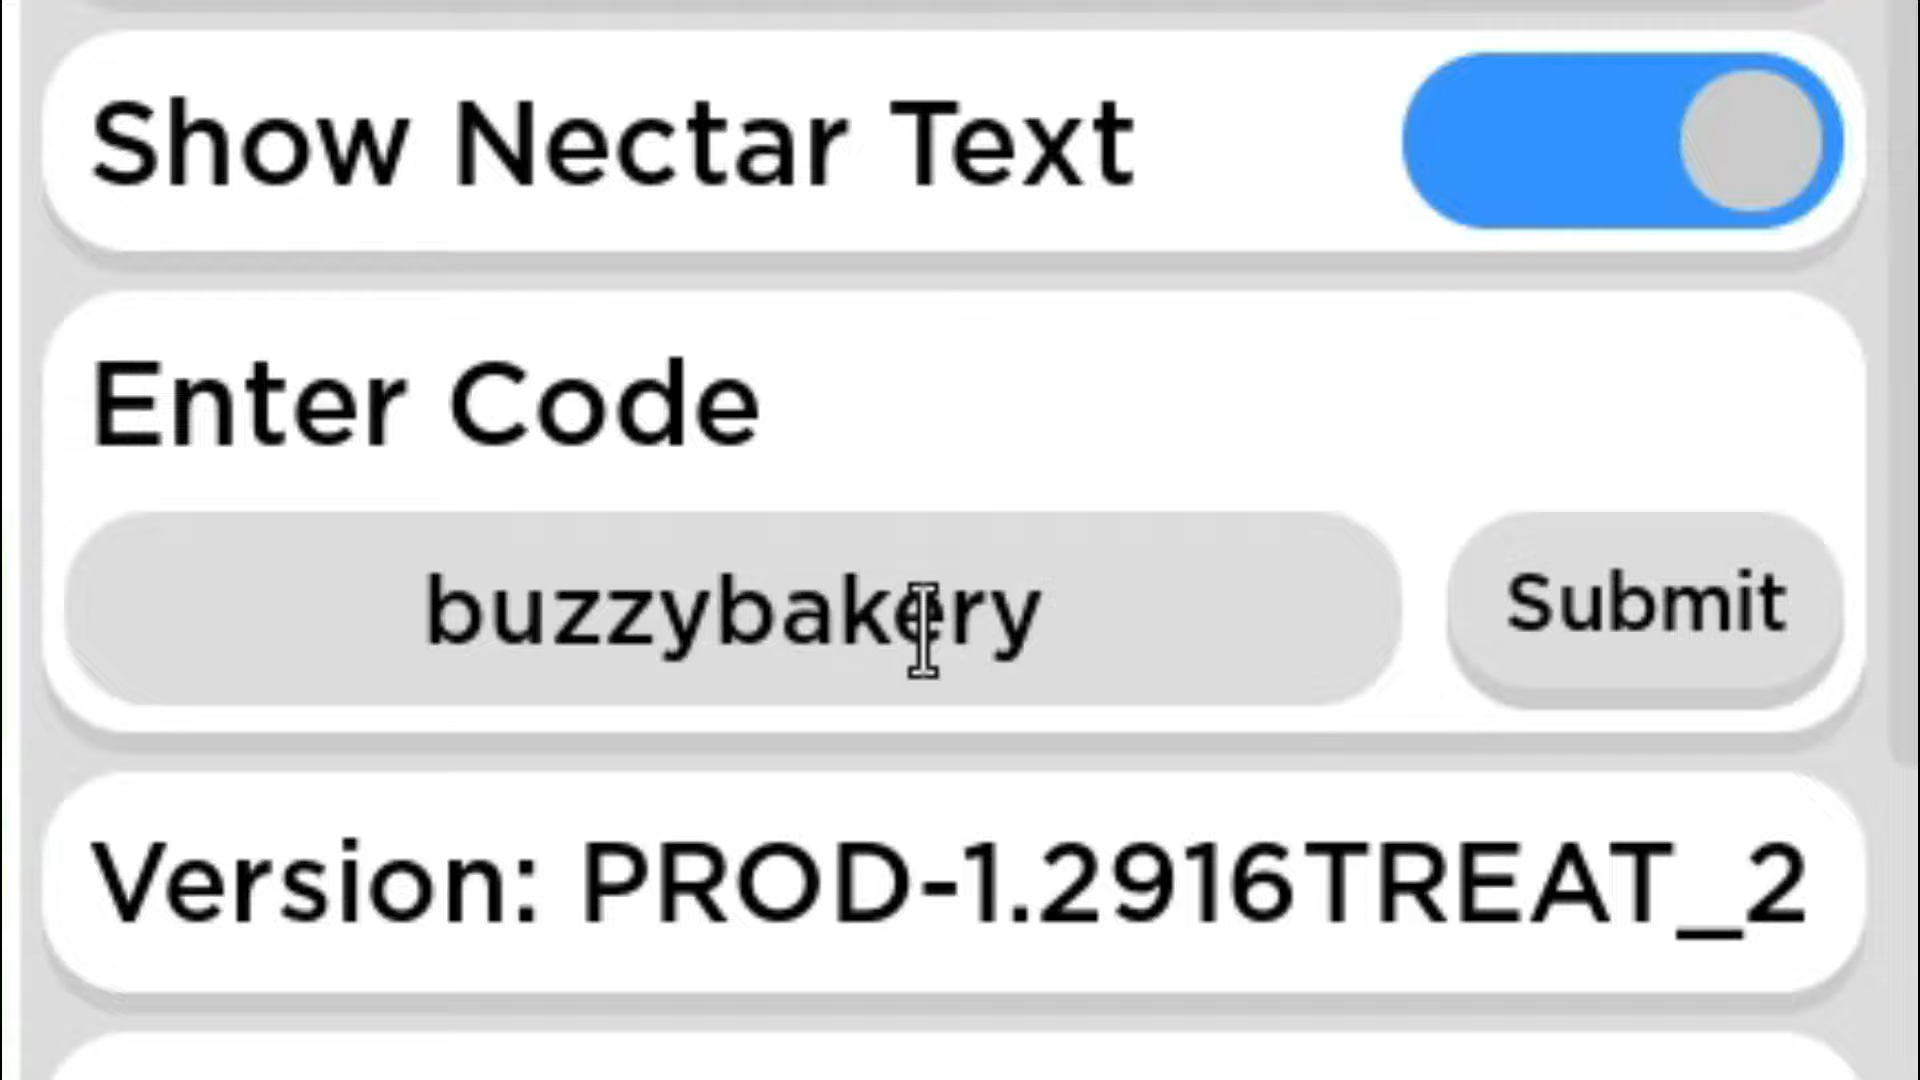 Show Nectar Text
Enter Code
buzzybakery
Submit
Version: PROD-1.2916TREAT_2